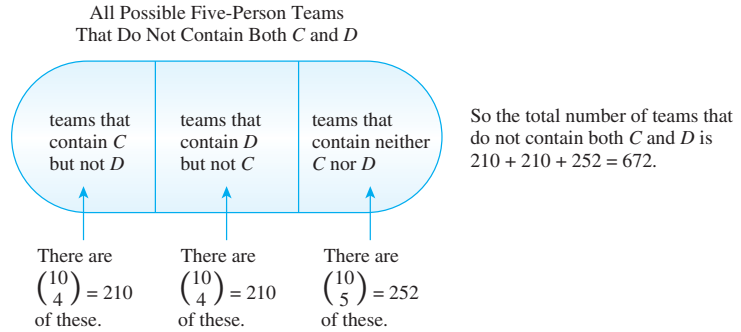 All Possible Five-Person Teams
That Do Not Contain Both C and D
teams that
contain C
but not D
teams that
contain D
but not C
teams that
contain neither
C nor D
So the total number of teams that
do not contain both C and D is
210 + 210 + 252 = 672.
There are
(10 4) = 210
of these.
There are
(10 4) = 210
of these.
There are
(10 5) = 252
of these.